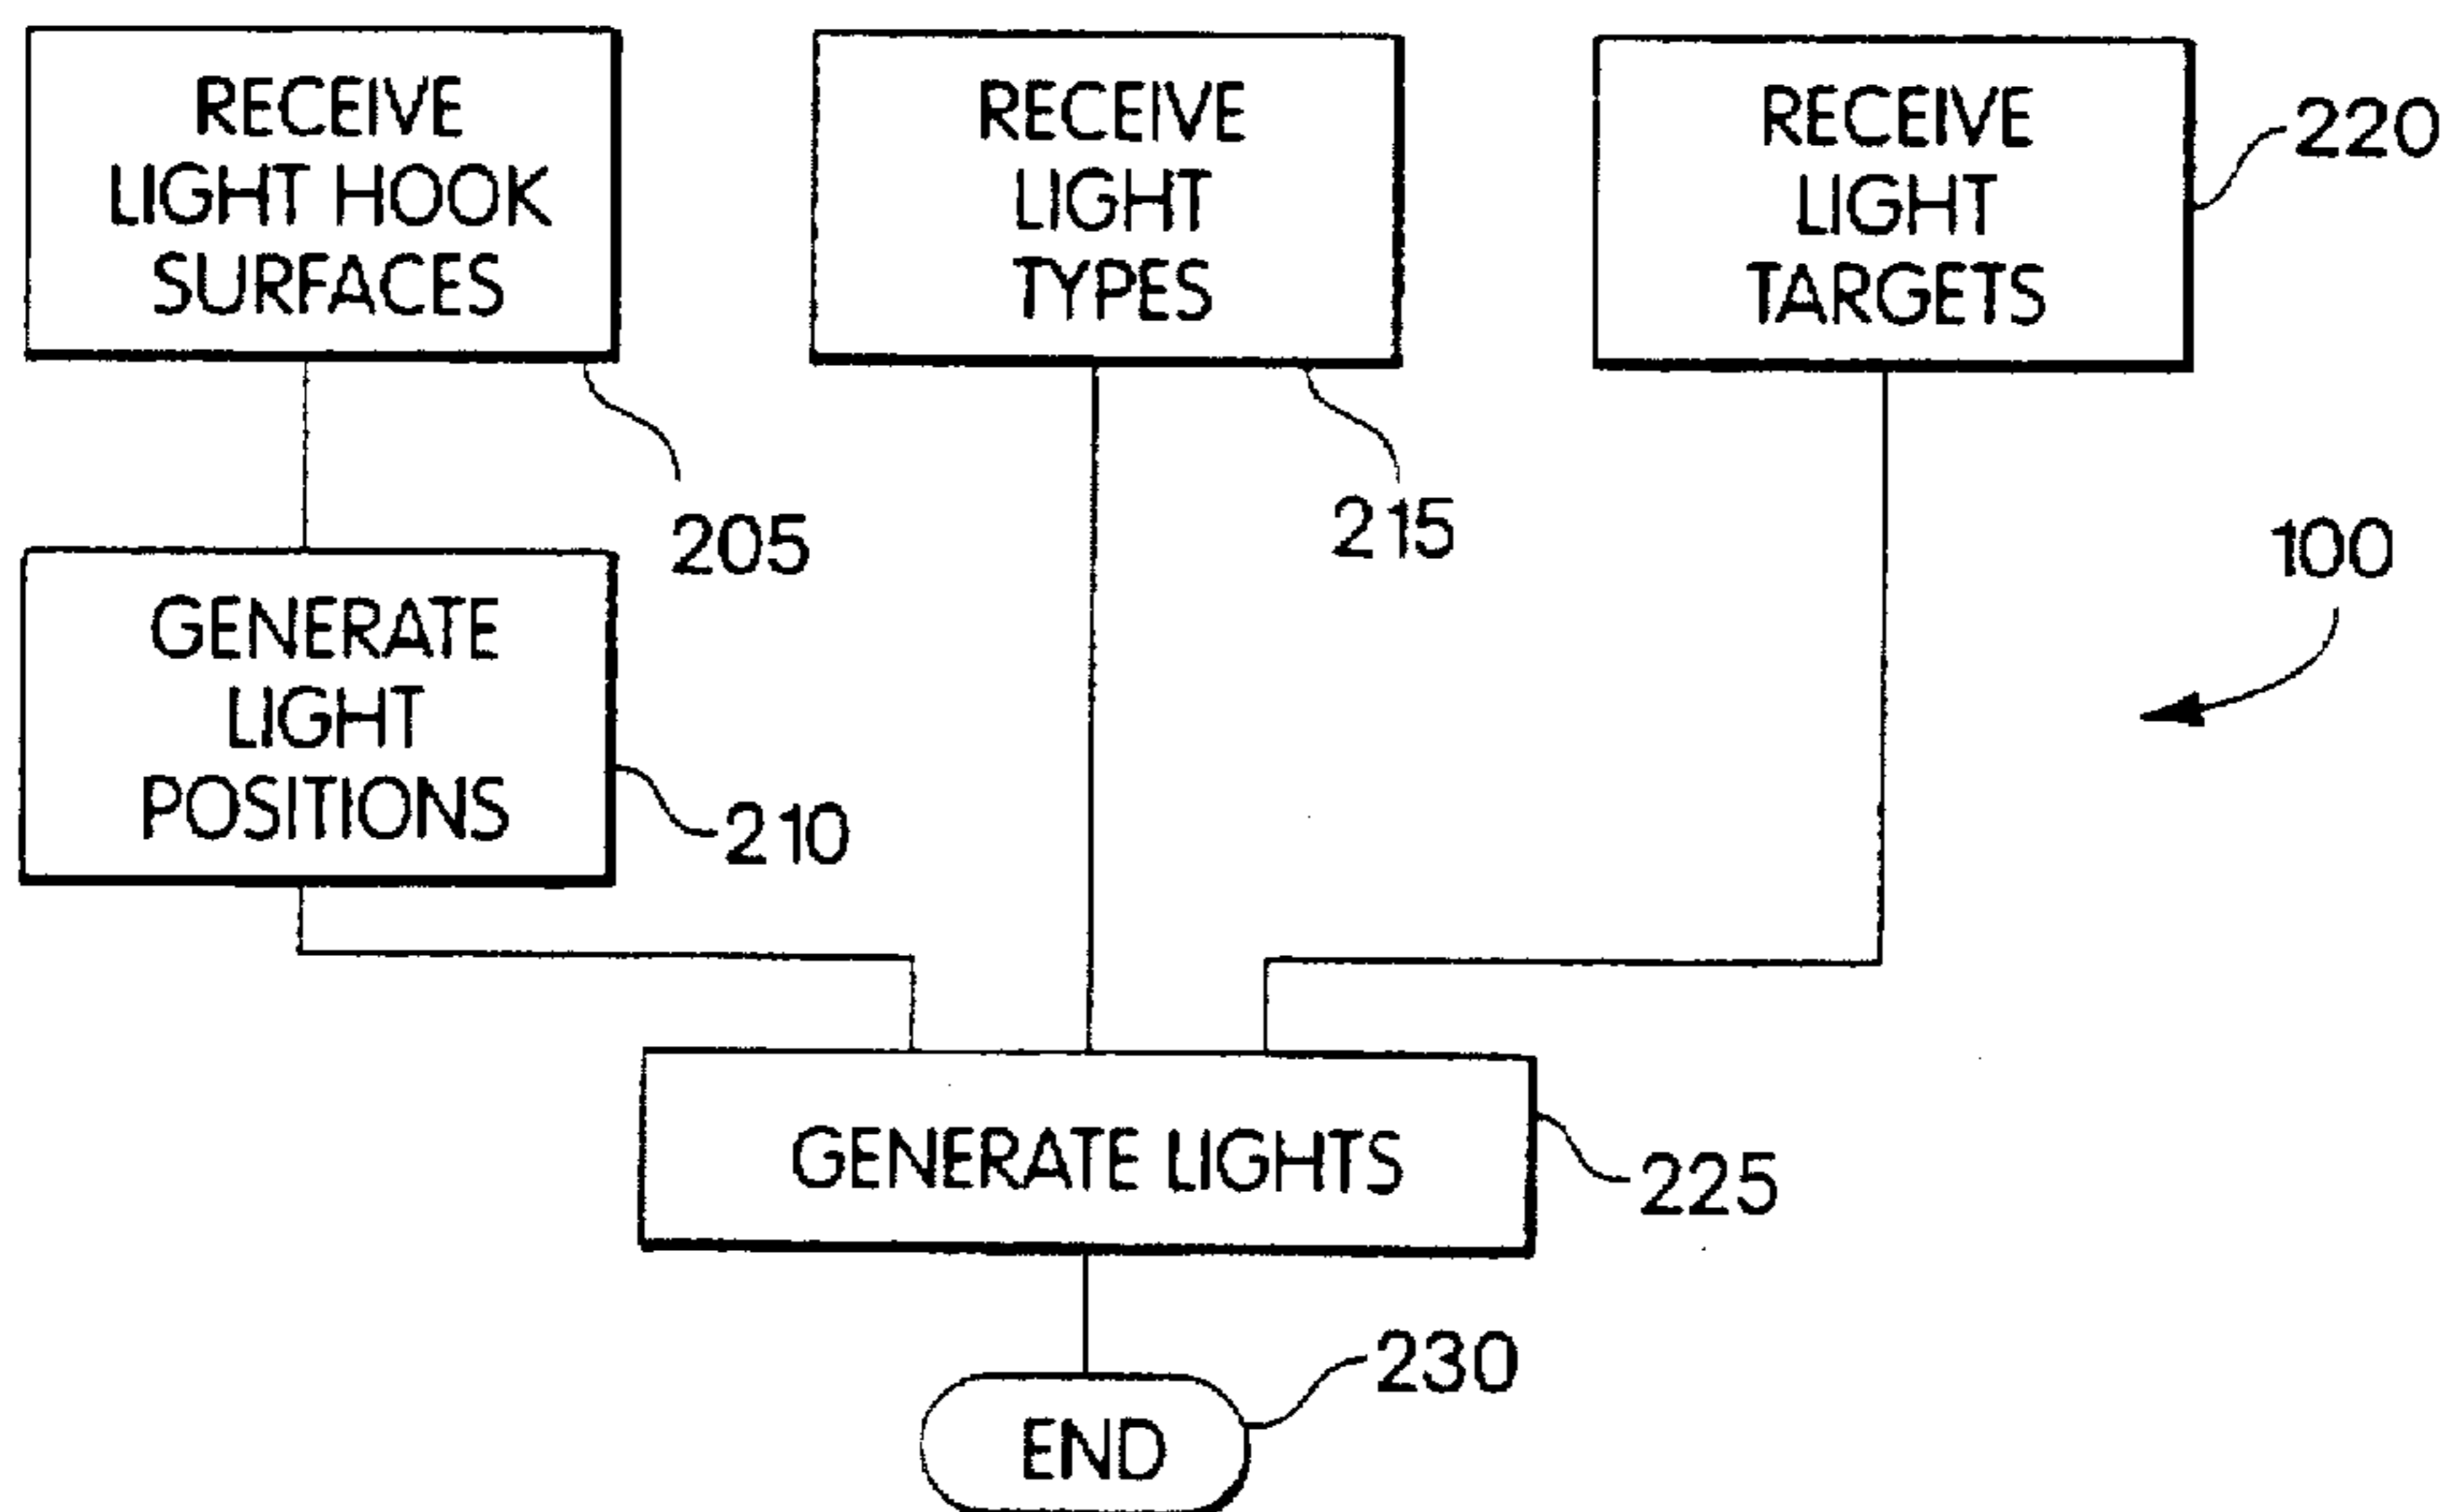 RECEIVE
LIGHT HOOK
SURFACES
205
RECEIVE
LIGHT
TYPES
215
RECEIVE
LIGHT
TARGETS
220
100
GENERATE
LIGHT
POSITIONS
210
GENERATE LIGHTS
225
END
230